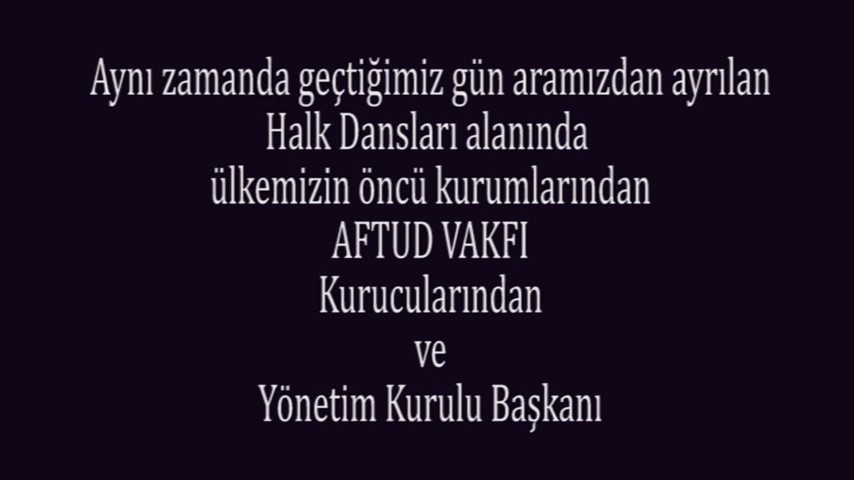 Aynı zamanda geçtiğimiz gün aramızdan ayrılan
Halk Dansları alanında
ülkemizin öncü kurumlarından
AFTUD VAKFI
Kurucularından
ve
Yönetim Kurulu Başkanı